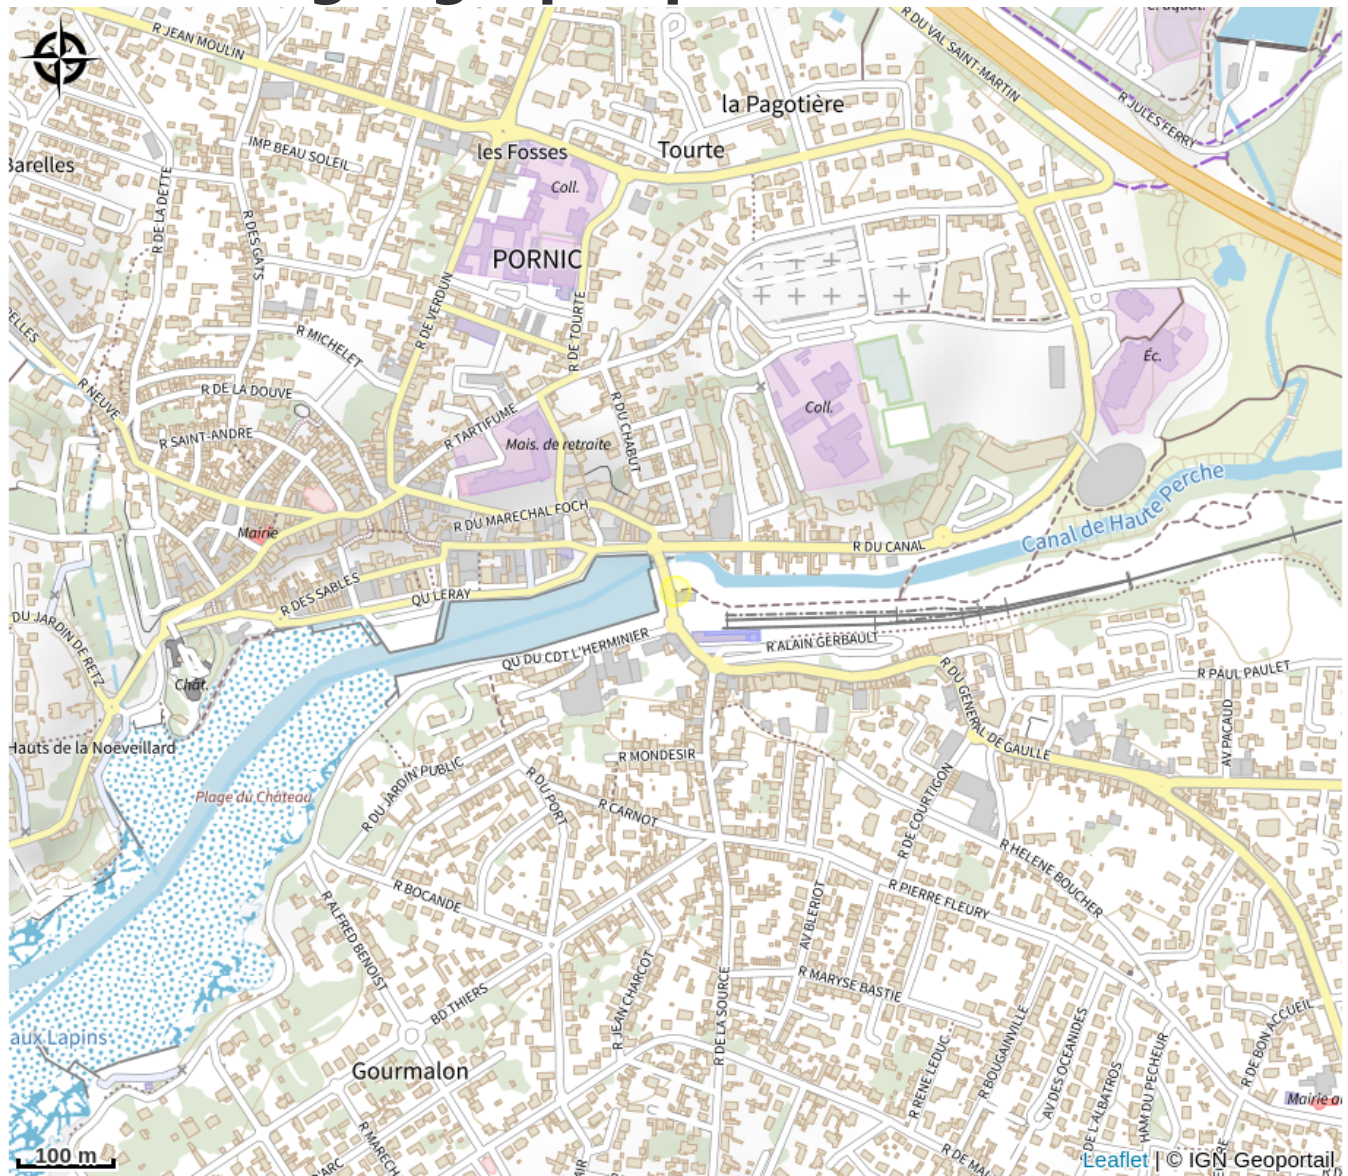 R JEAN MOULIN
R DU VAL SAINT-MARTIN
R JULES FERRY
la Pagotière
les Fosses
Tourte
IMP. BEAU SOLEIL
Barelles
Coll.
R DE LA DETTE
R DES GATS
PORNIC
R DE VERDUN
R DE TOURTE
R MICHELET
R NEUVE
R DE LA DOUVE
Éc.
Coll.
R DU CHABUT
R TARTIFUME
R SAINT-ANDRE
Mais. de retraite
Canal de Haute Perche
R DU MARECHAL FOCH
Mairie
R DU CANAL
R DES SABLES
QU LERAY
DU JARDIN DE RETZ
QU DU CDT L'HERMINIER
R ALAIN GERBAULT
R PAUL PAULET
Chât.
R DU GENERAL DE GAULLE
AV PACAUD
Hauts de la Noëveillard
R MONDESIR
R DU JARDIN PUBLIC
R DU PORT
Plage du Château
R CARNOT
R DE COURTIGON
R HELENE BOUCHER
R BOCANDE
R PIERRE FLEURY
R ALFRED BENOIST
AV BLERIOT
R JEAN CHARCOT
R DE LA SOURCE
R MARYSE BASTIE
BD THIERS
aux Lapins
R BOUGAINVILLE
AV DES OCEANIDES
R DE BON ACCUEIL
R RENE LEDUC
DE L'ALBATROS
HAM DU PECHEUR
Gourmalon
Mairie a
R MARECH
R DE MA
D'ARC
100 m
Leaflet | © IGN Geoportail